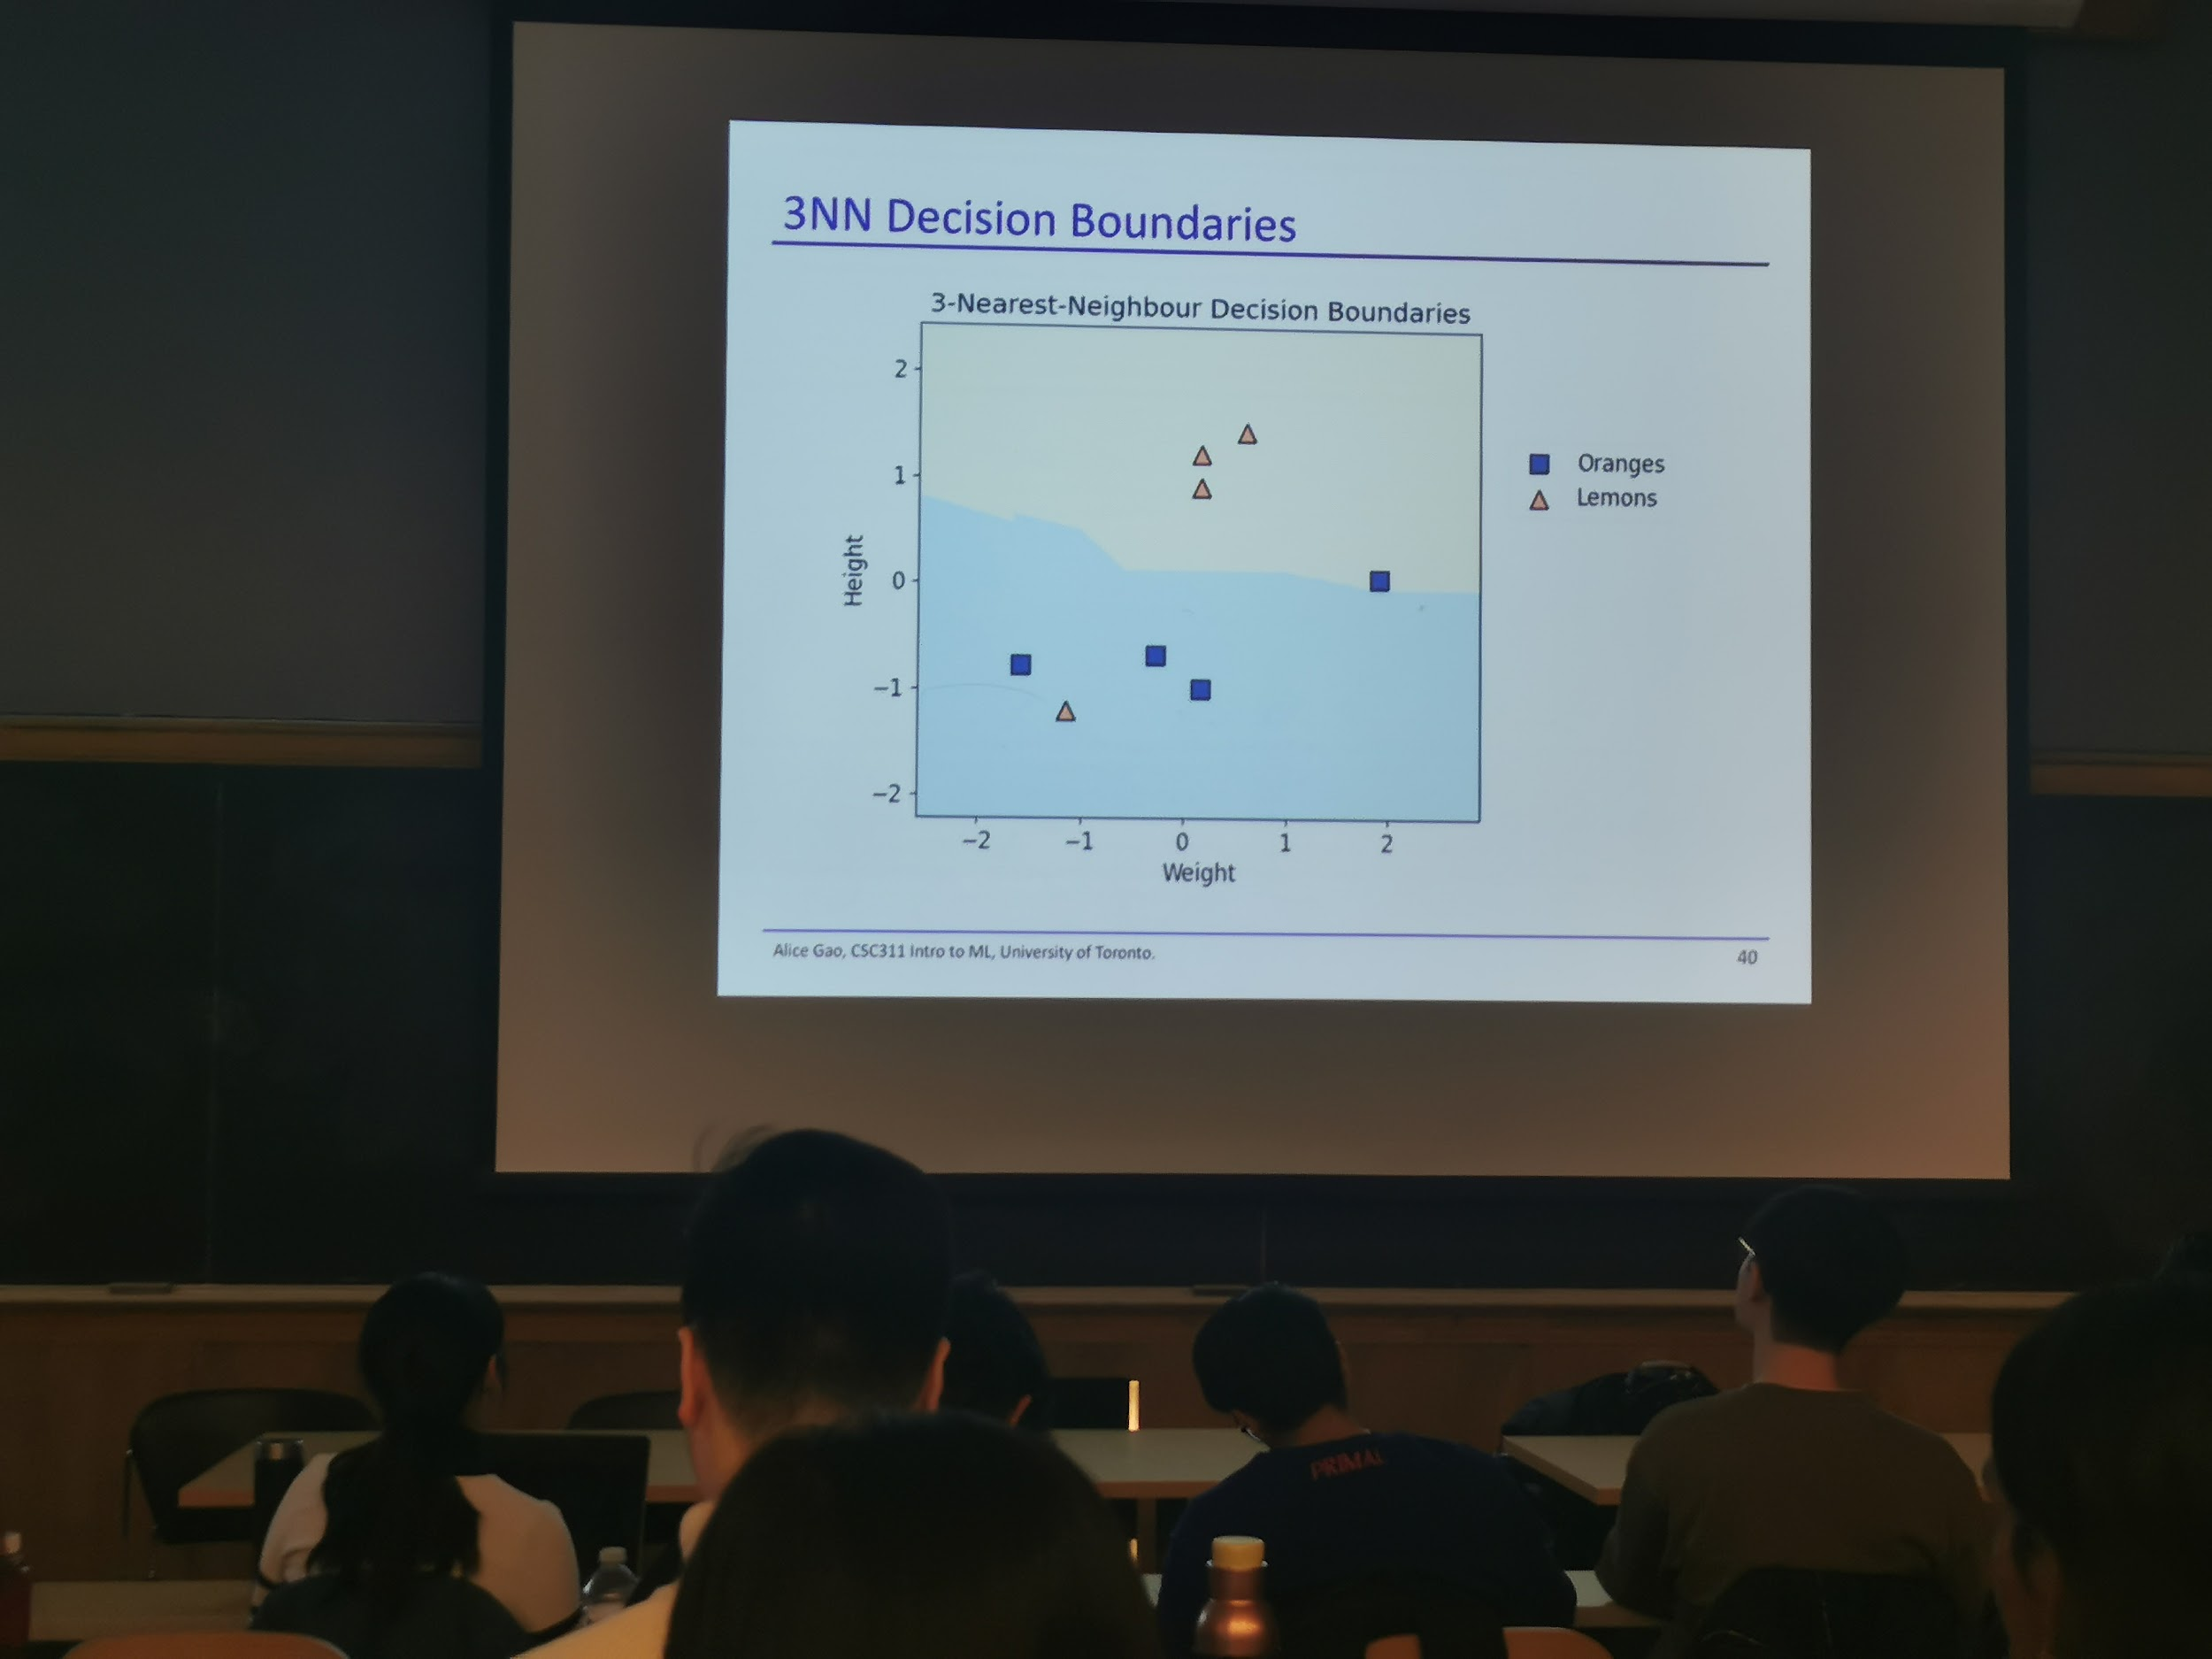 3NN Decision Boundaries
3-Nearest-Neighbour Decision Boundaries
2
1
0
−1
−2
Height
−2 −1 0 1 2
Weight
Oranges
Lemons
Alice Gao, CSC311 Intro to ML, University of Toronto.
40
PRIMAL